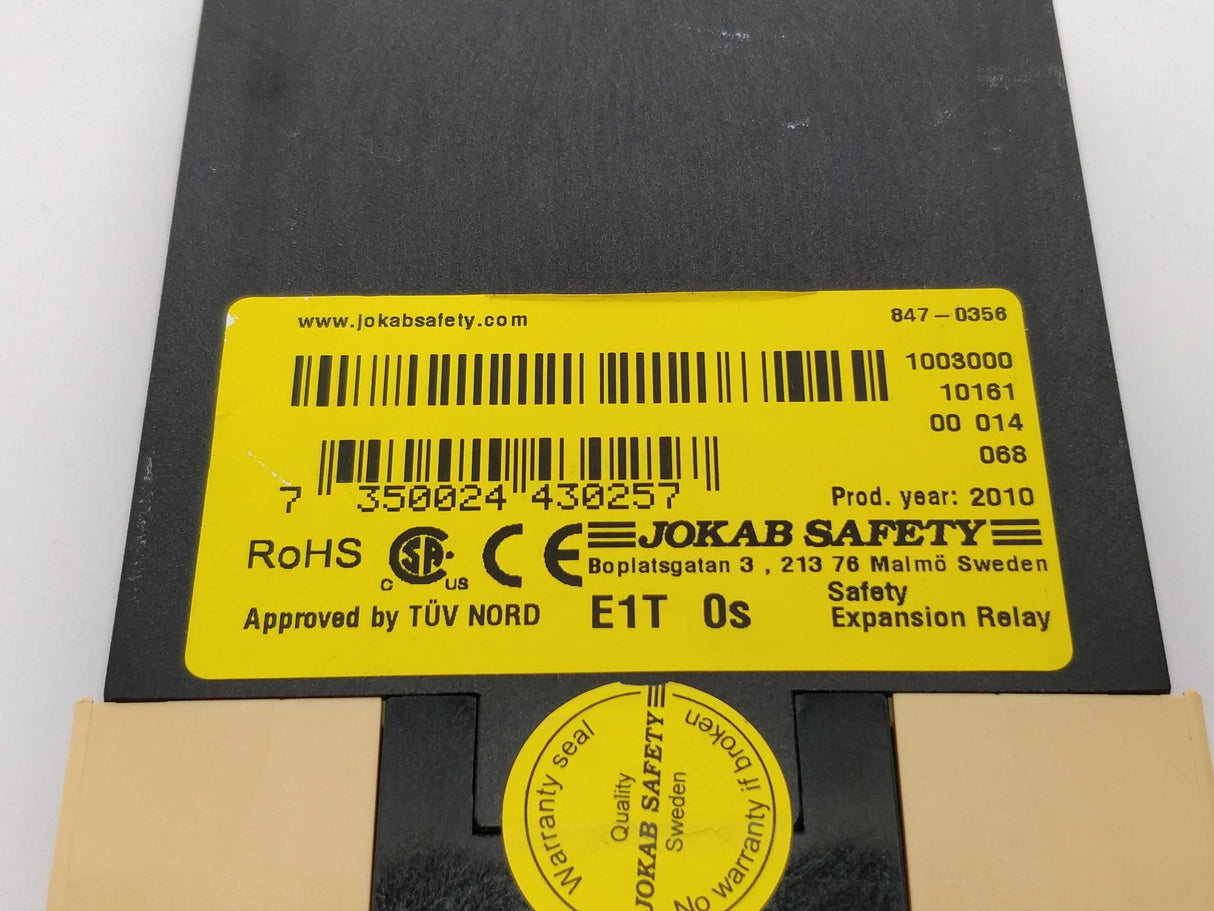 www.jokabsafety.com
847-0356
1003000
10161
00 014
068
7 350024 430257
Prod. year: 2010
RoHS
CSA
C US
CE
JOKAB SAFETY
Boplatsgatan 3 , 213 76 Malmö Sweden
Approved by TÜV NORD
E1T 0s
Safety
Expansion Relay
Warranty seal
Quality
JOKAB SAFETY
Sweden
No warranty if broken